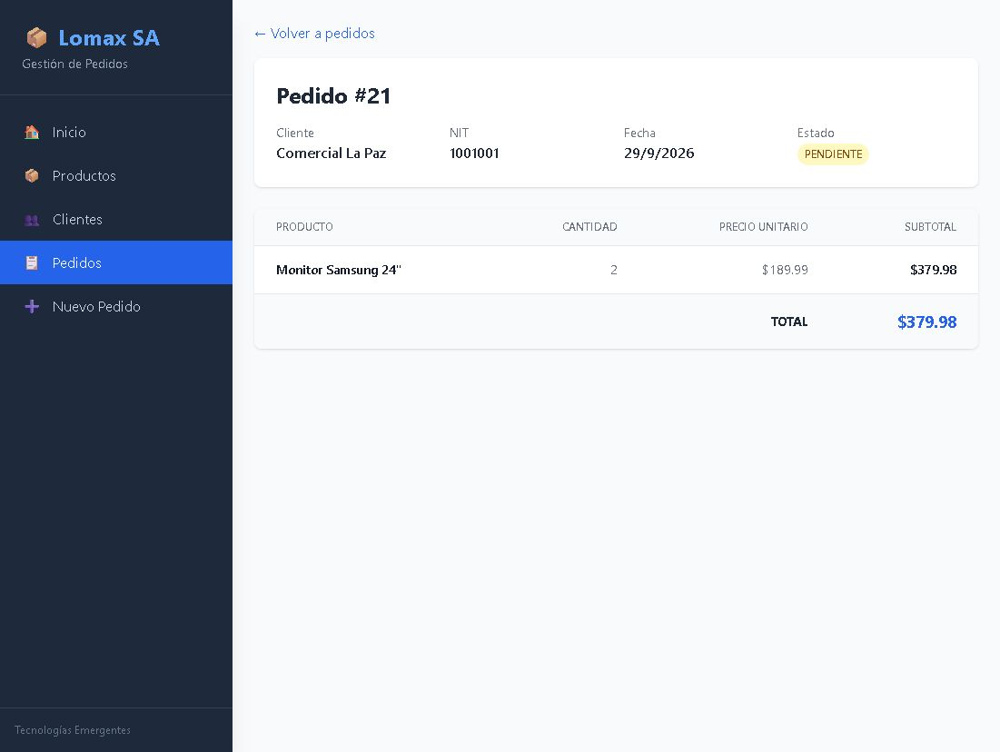 Lomax SA
Gestión de Pedidos
Inicio
Productos
Clientes
Pedidos
Nuevo Pedido
Tecnologías Emergentes
← Volver a pedidos
Pedido #21
Cliente NIT Fecha Estado
Comercial La Paz 1001001 29/9/2026 PENDIENTE
PRODUCTO CANTIDAD PRECIO UNITARIO SUBTOTAL
Monitor Samsung 24" 2 $189.99 $379.98
TOTAL $379.98